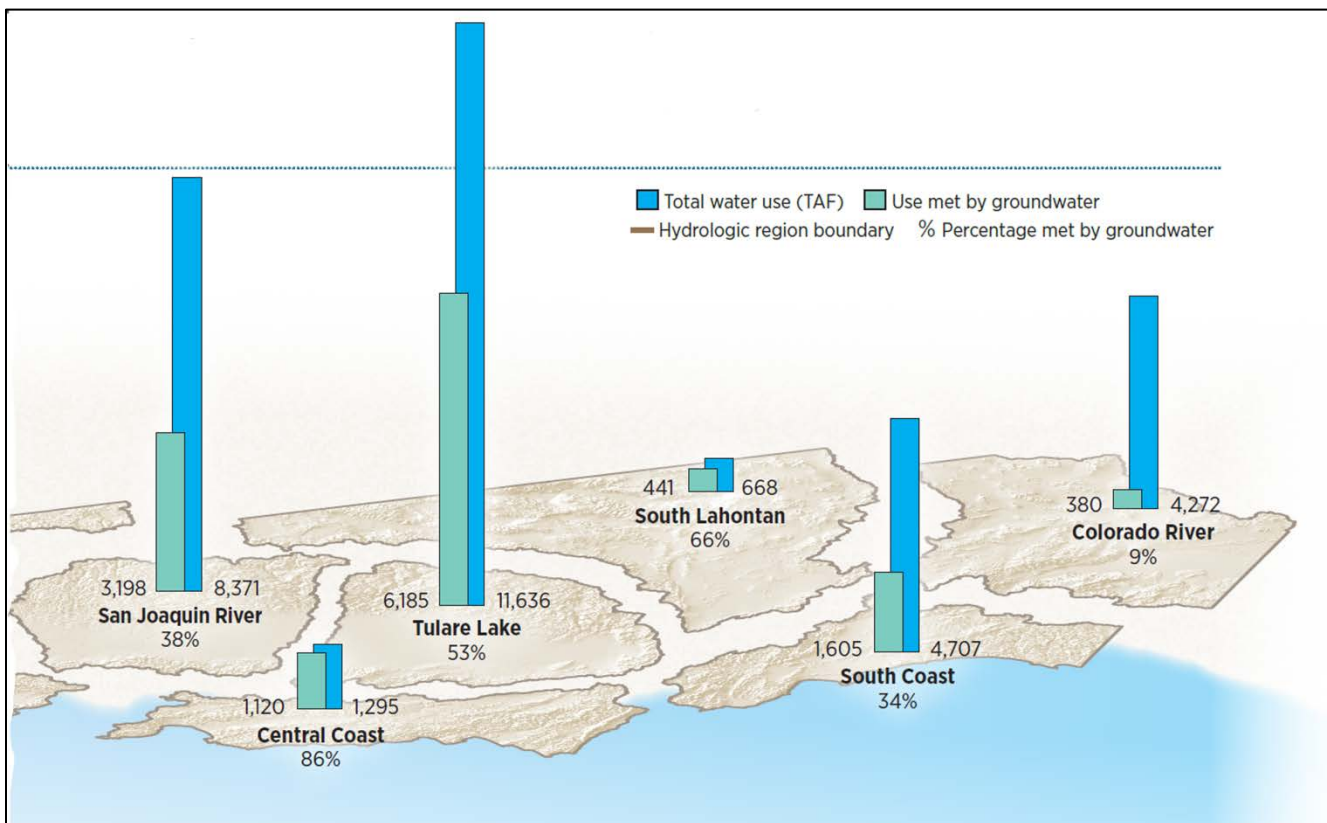 Total water use (TAF) Use met by groundwater
Hydrologic region boundary % Percentage met by groundwater
441 668
South Lahontan
66%
380 4,272
Colorado River
9%
3,198 8,371
San Joaquin River
38%
6,185 11,636
Tulare Lake
53%
1,605 4,707
South Coast
34%
1,120 1,295
Central Coast
86%